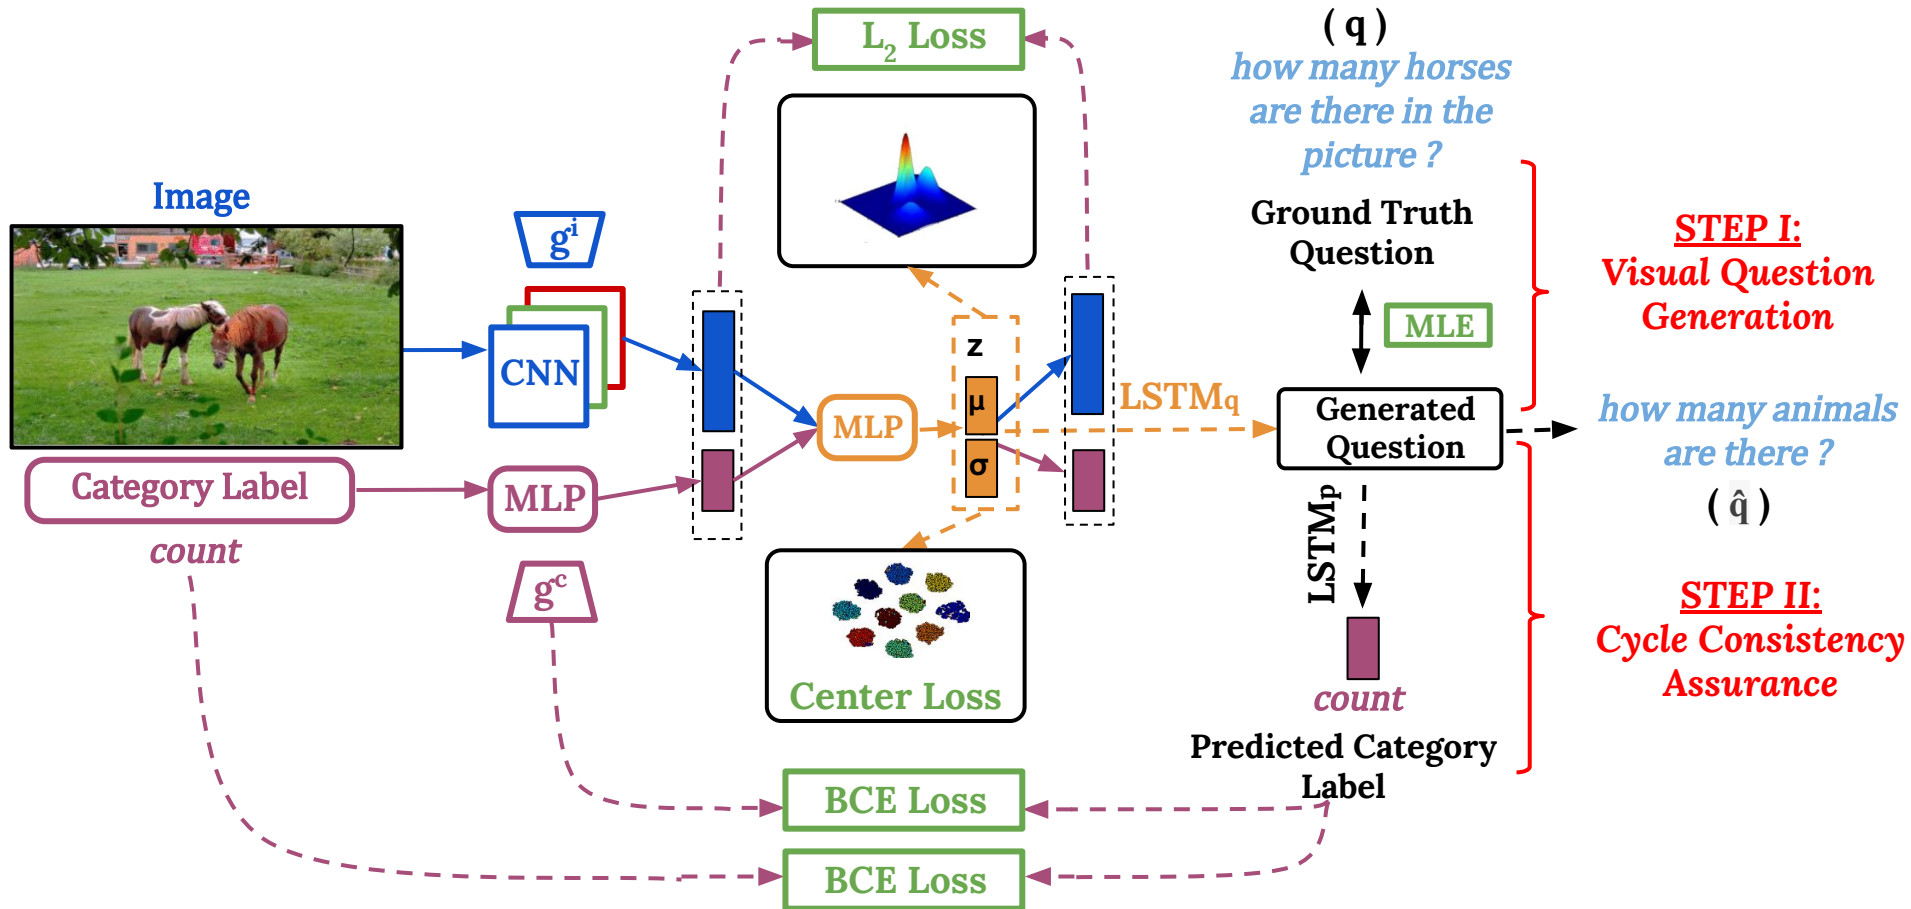 L2 Loss
( q )
how many horses
are there in the
picture ?
Image
gi
Ground Truth
Question
STEP I:
Visual Question
Generation
MLE
CNN
z
μ
σ
MLP
LSTMq
Generated
Question
how many animals
are there ?
( q̂ )
Category Label
count
MLP
gc
LSTMp
Center Loss
STEP II:
Cycle Consistency
Assurance
count
Predicted Category
Label
BCE Loss
BCE Loss